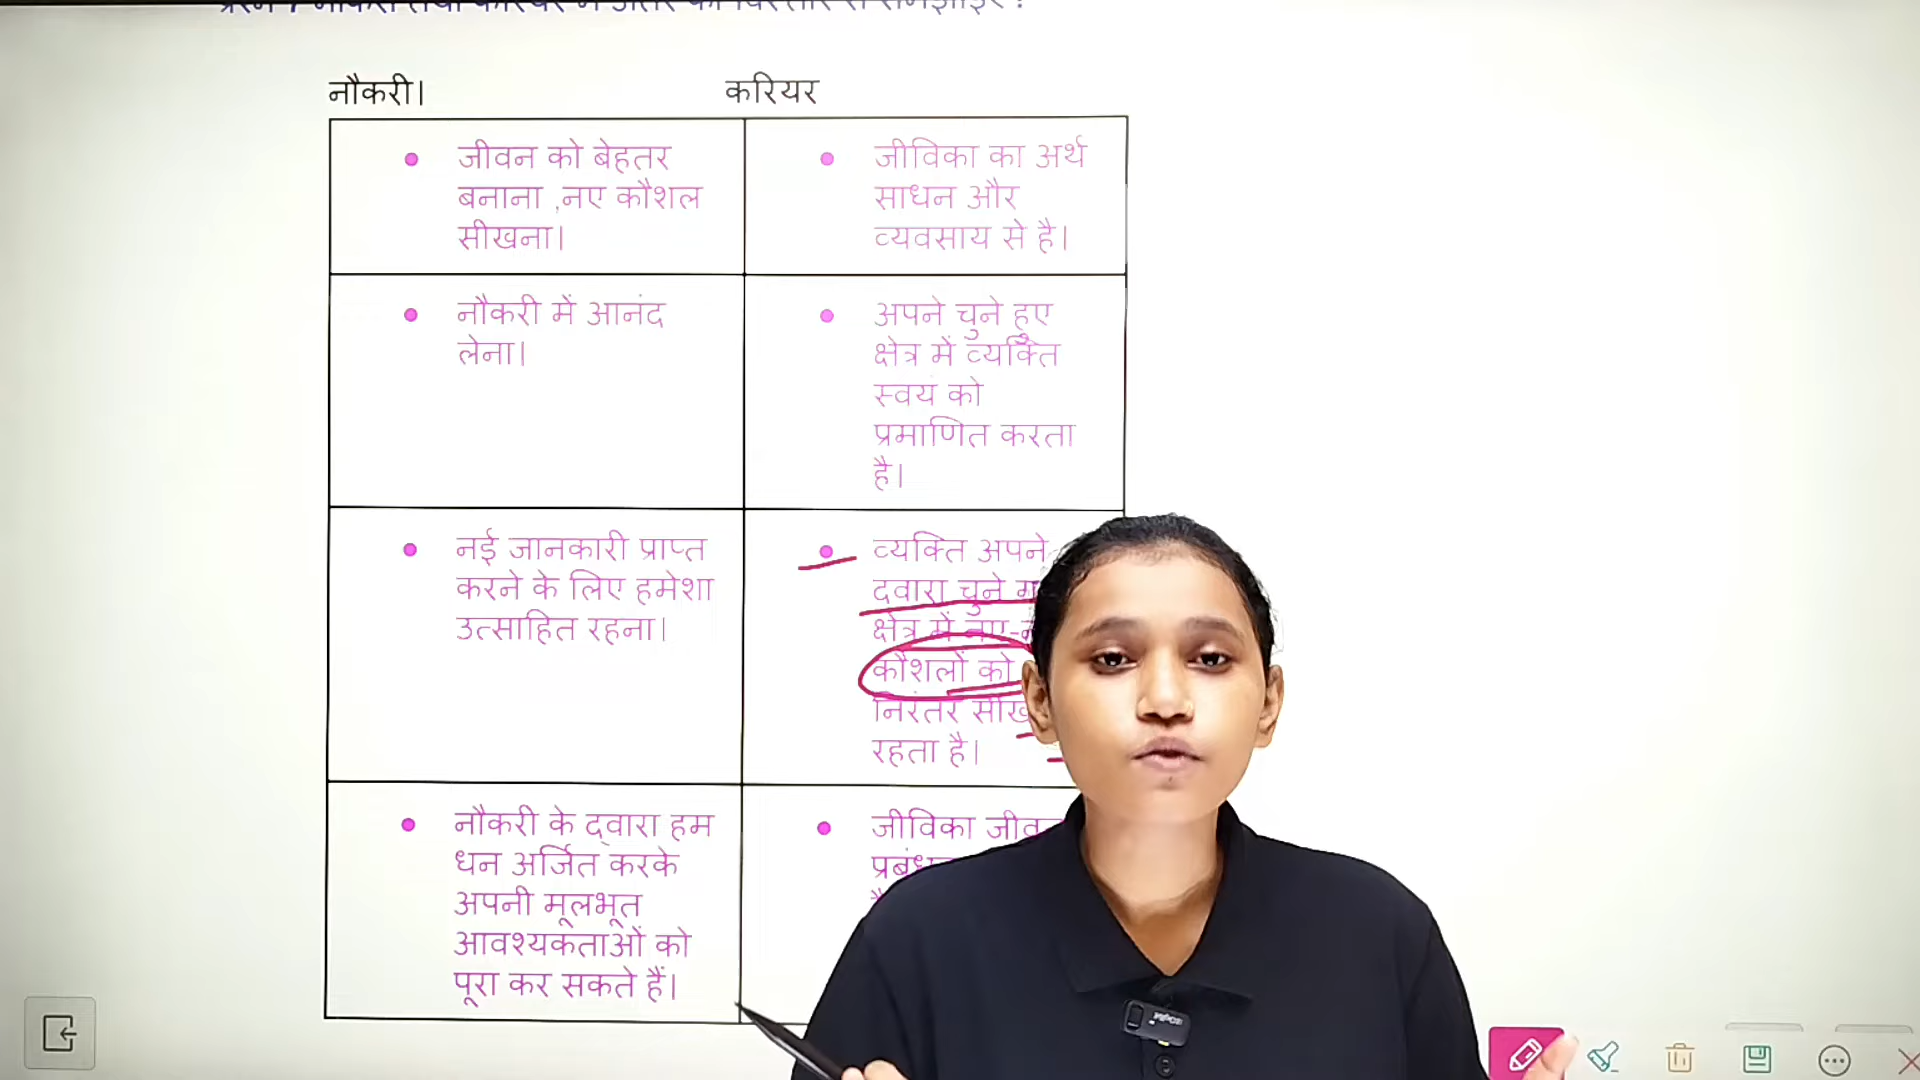 नौकरी।
करियर
जीवन को बेहतर
बनाना ,नए कौशल
सीखना।
जीविका का अर्थ
साधन और
व्यवसाय से है।
नौकरी में आनंद
लेना।
अपने चुने हुए
क्षेत्र में व्यक्ति
स्वयं को
प्रमाणित करता
है।
नई जानकारी प्राप्त
करने के लिए हमेशा
उत्साहित रहना।
व्यक्ति अपने
दवारा चुने
क्षेत्र में
कौशलों को
निरंतर
रहता है।
नौकरी के द्वारा हम
धन अर्जित करके
अपनी मूलभूत
आवश्यकताओं को
पूरा कर सकते हैं।
जीविका